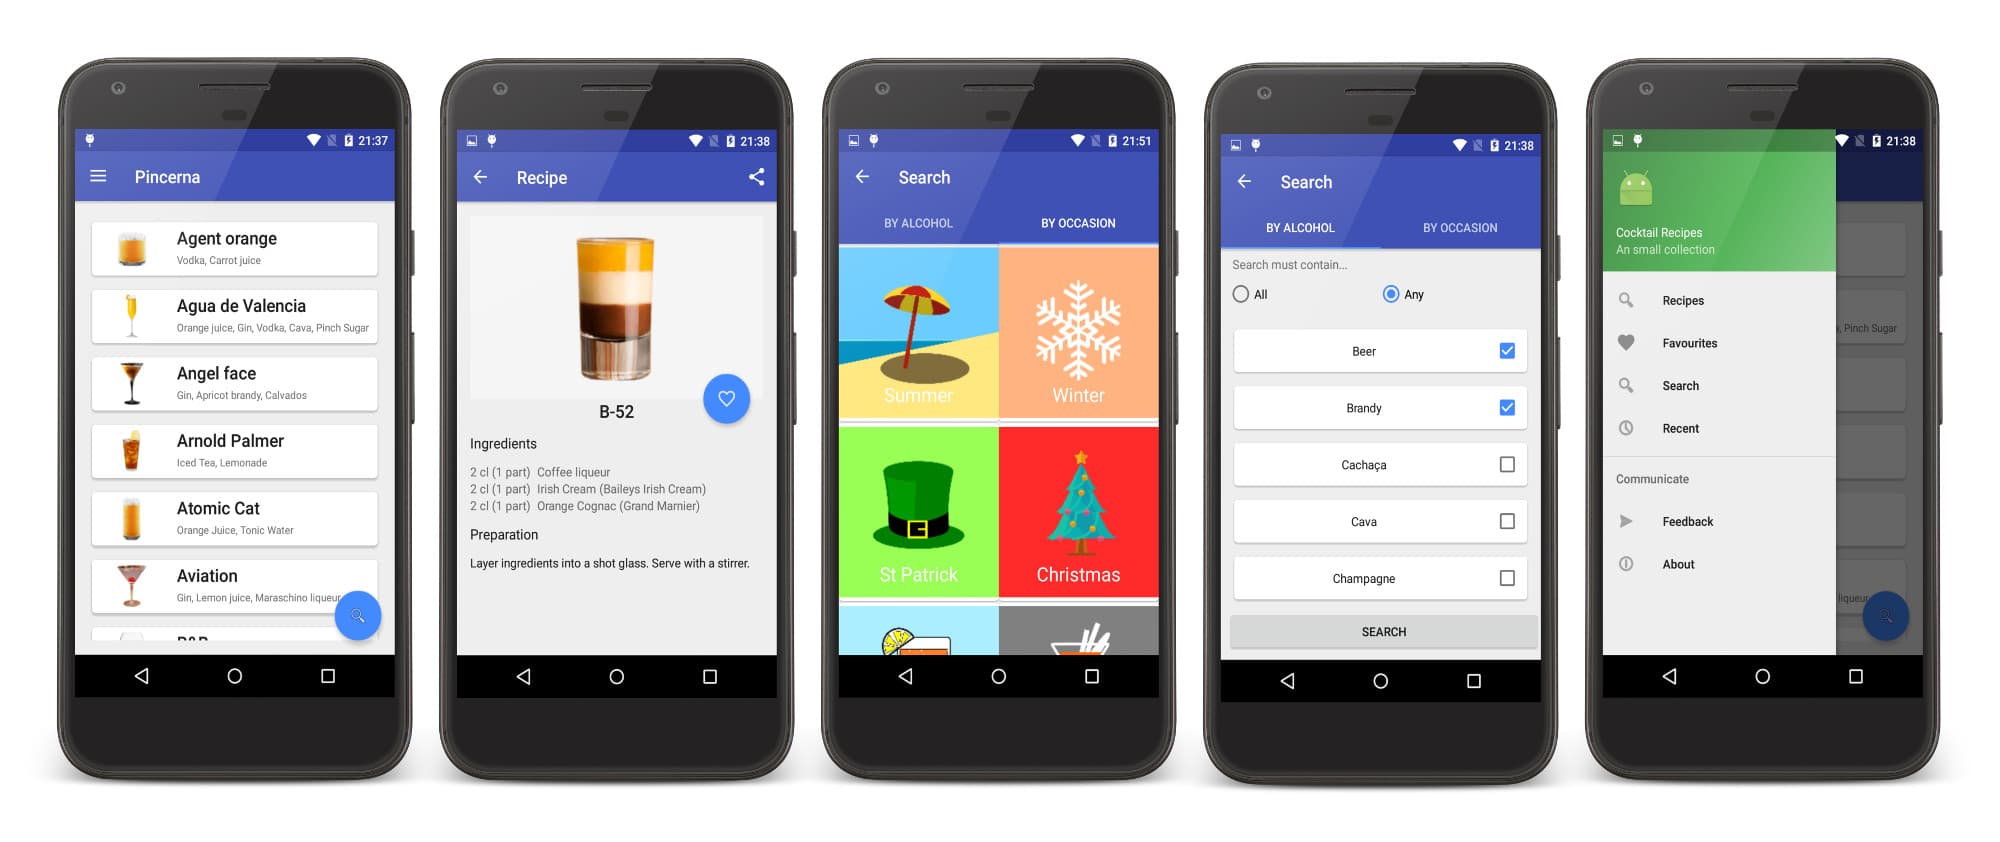 21:37
Pincerna
Agent orange
Vodka, Carrot juice
Agua de Valencia
Orange juice, Gin, Vodka, Cava, Pinch Sugar
Angel face
Gin, Apricot brandy, Calvados
Arnold Palmer
Iced Tea, Lemonade
Atomic Cat
Orange Juice, Tonic Water
Aviation
Gin, Lemon juice, Maraschino liqueur
21:38
Recipe
B-52
Ingredients
2 cl (1 part) Coffee liqueur
2 cl (1 part) Irish Cream (Baileys Irish Cream)
2 cl (1 part) Orange Cognac (Grand Marnier)
Preparation
Layer ingredients into a shot glass. Serve with a stirrer.
21:51
Search
BY ALCOHOL BY OCCASION
Summer Winter
St Patrick Christmas
21:38
Search
BY ALCOHOL BY OCCASION
Search must contain...
All Any
Beer
Brandy
Cachaça
Cava
Champagne
SEARCH
21:38
Cocktail Recipes
An small collection
Recipes
Favourites
, Pinch Sugar
Search
Recent
Communicate
Feedback
About
liqueur